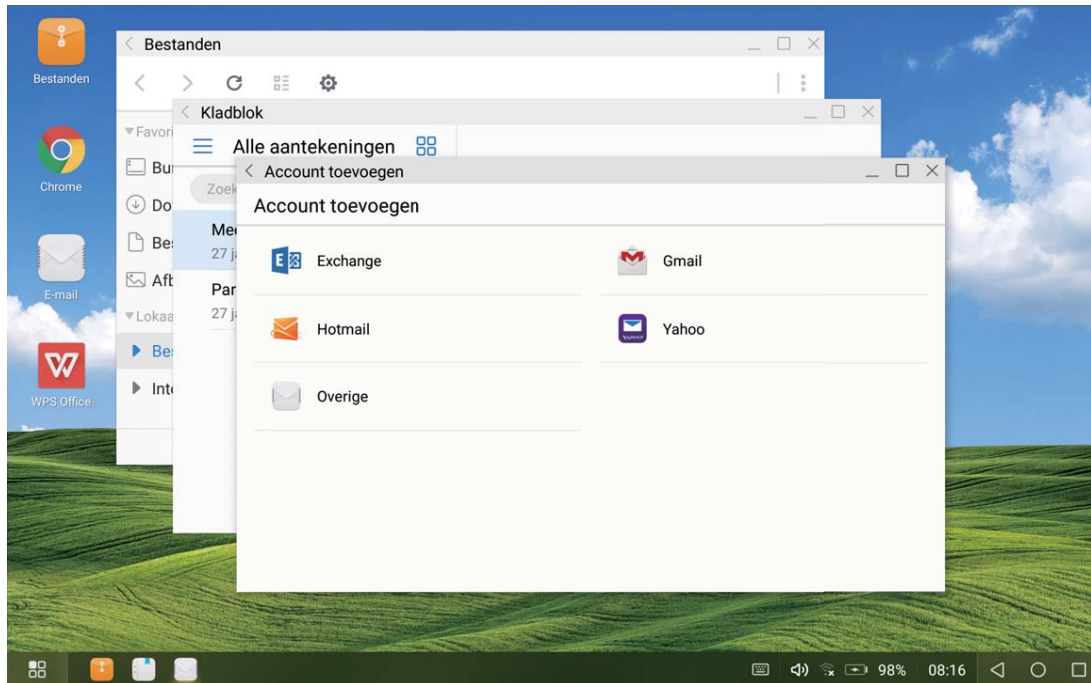 Bestanden
Chrome
E-mail
WPS Office
Bestanden
Kladblok
Alle aantekeningen
Account toevoegen
Account toevoegen
Exchange
Gmail
Hotmail
Yahoo
Overige
98% 08:16